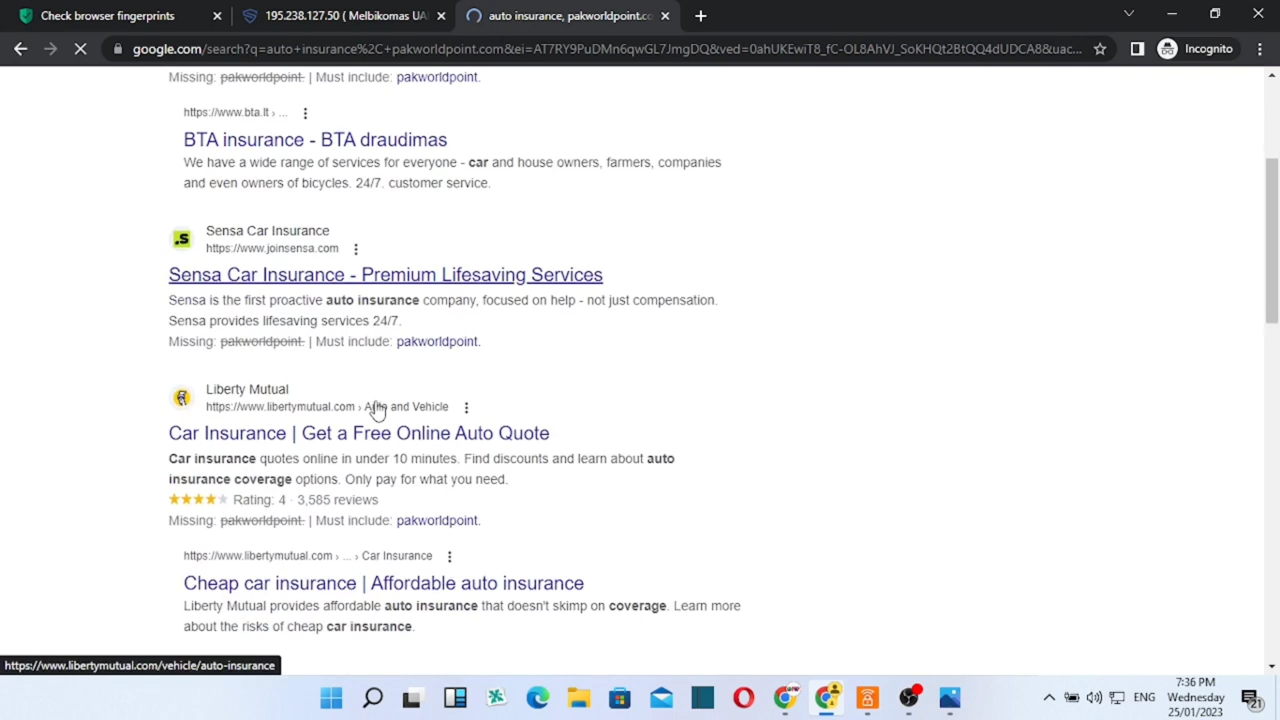 Check browser fingerprints
195.238.127.50 ( Melbikomas UA
auto insurance, pakworldpoint.co
google.com/search?q=auto+insurance%2C+pakworldpoint.com&ei=AT7RY9PuDMn6qwGL7JmgDQ&ved=0ahUKEwiT8_fC-OL8AhVJ_SoKHQt2BtQQ4dUDCA8&uac...
Incognito
Missing: pakworldpoint. | Must include: pakworldpoint.
https://www.bta.lt › ...
BTA insurance - BTA draudimas
We have a wide range of services for everyone - car and house owners, farmers, companies
and even owners of bicycles. 24/7. customer service.
Sensa Car Insurance
https://www.joinsensa.com
Sensa Car Insurance - Premium Lifesaving Services
Sensa is the first proactive auto insurance company, focused on help - not just compensation.
Sensa provides lifesaving services 24/7.
Missing: pakworldpoint. | Must include: pakworldpoint.
Liberty Mutual
https://www.libertymutual.com › Auto and Vehicle
Car Insurance | Get a Free Online Auto Quote
Car insurance quotes online in under 10 minutes. Find discounts and learn about auto
insurance coverage options. Only pay for what you need.
Rating: 4 · 3,585 reviews
Missing: pakworldpoint. | Must include: pakworldpoint.
https://www.libertymutual.com › ... › Car Insurance
Cheap car insurance | Affordable auto insurance
Liberty Mutual provides affordable auto insurance that doesn't skimp on coverage. Learn more
about the risks of cheap car insurance.
https://www.libertymutual.com/vehicle/auto-insurance
ENG
7:36 PM
Wednesday
25/01/2023
21